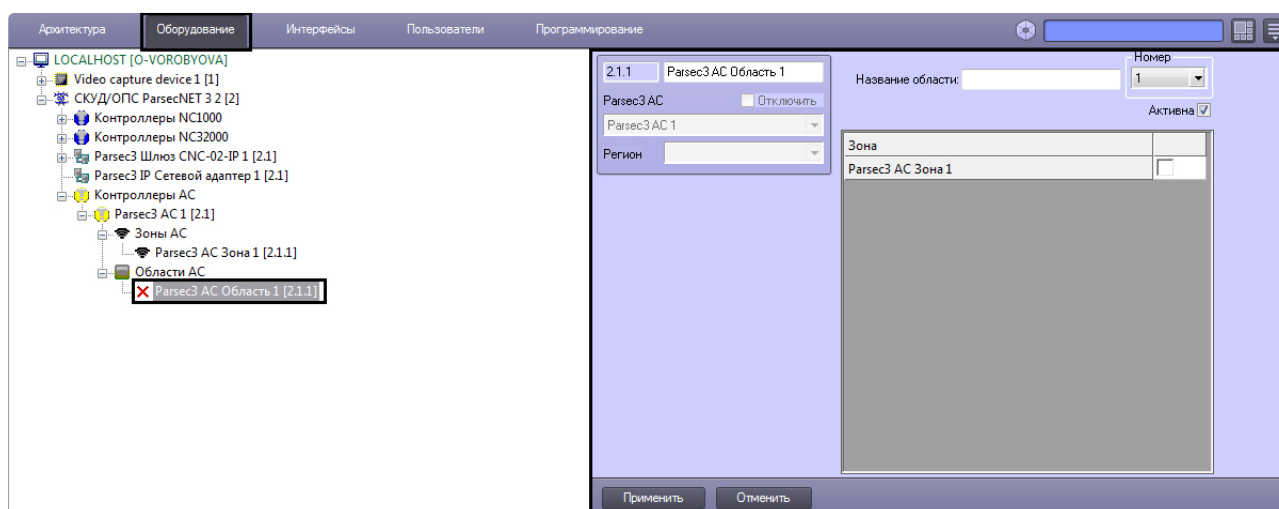 Архитектура Оборудование Интерфейсы Пользователи Программирование
LOCALHOST [O-VOROBYOVA]
Video capture device 1 [1]
СКУД/ОПС ParsecNET 3 2 [2]
Контроллеры NC1000
Контроллеры NC32000
Parsec3 Шлюз CNC-02-IP 1 [2.1]
Parsec3 IP Сетевой адаптер 1 [2.1]
Контроллеры АС
Parsec3 AC 1 [2.1]
Зоны АС
Parsec3 AC Зона 1 [2.1.1]
Области АС
Parsec3 AC Область 1 [2.1.1]
2.1.1 Parsec3 AC Область 1
Parsec3 AC Отключить
Parsec3 AC 1
Регион
Название области:
Номер
1
Активна
Зона
Parsec3 AC Зона 1
Применить Отменить